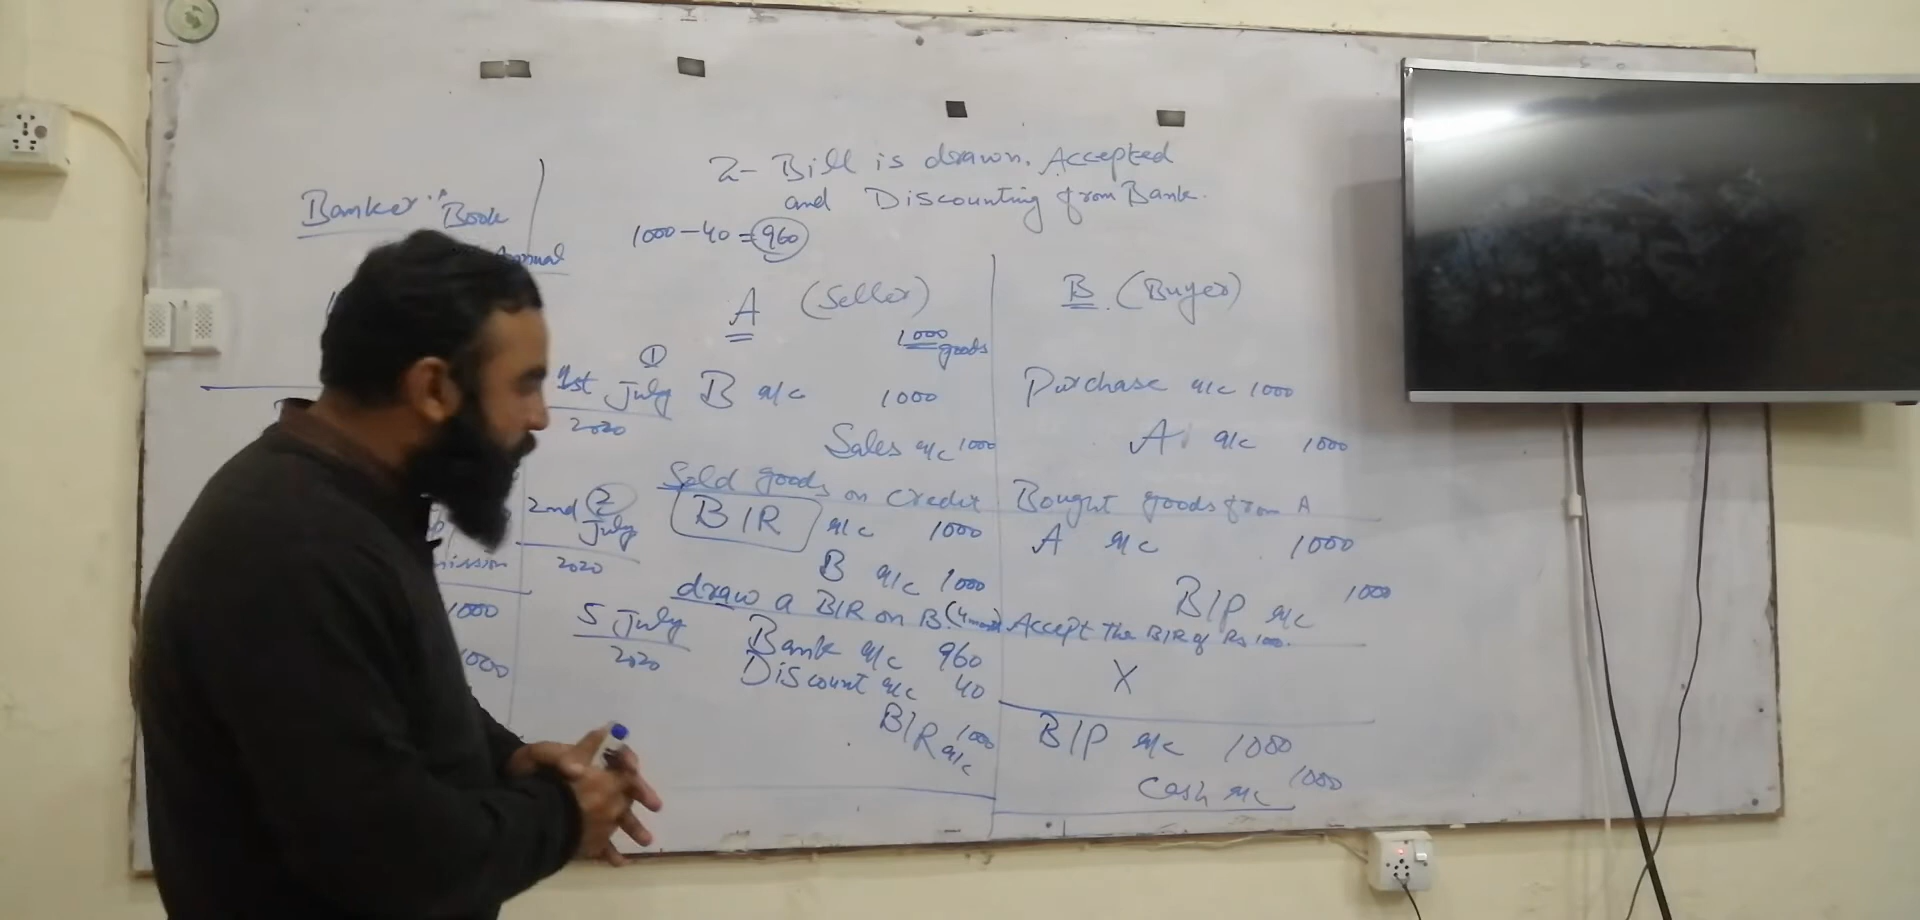 2- Bill is drawn. Accepted
and Discounting from Bank.
Banker's Book
1000-40=960
A (Seller)
B (Buyer)
1000
goods
1
1st July B a/c 1000
2020
Sales a/c 1000
Sold goods on credit
Purchase a/c 1000
A a/c 1000
Bought goods from A
2nd 2
July
2020
B/R a/c 1000
B a/c 1000
draw a B/R on B
A a/c 1000
B/P a/c 1000
Accept the B/R of Rs 100.
5 July
2020
Bank a/c 960
Discount a/c 40
B/R a/c 1000
X
B/P a/c 1000
Cash a/c 1000
1000
1000